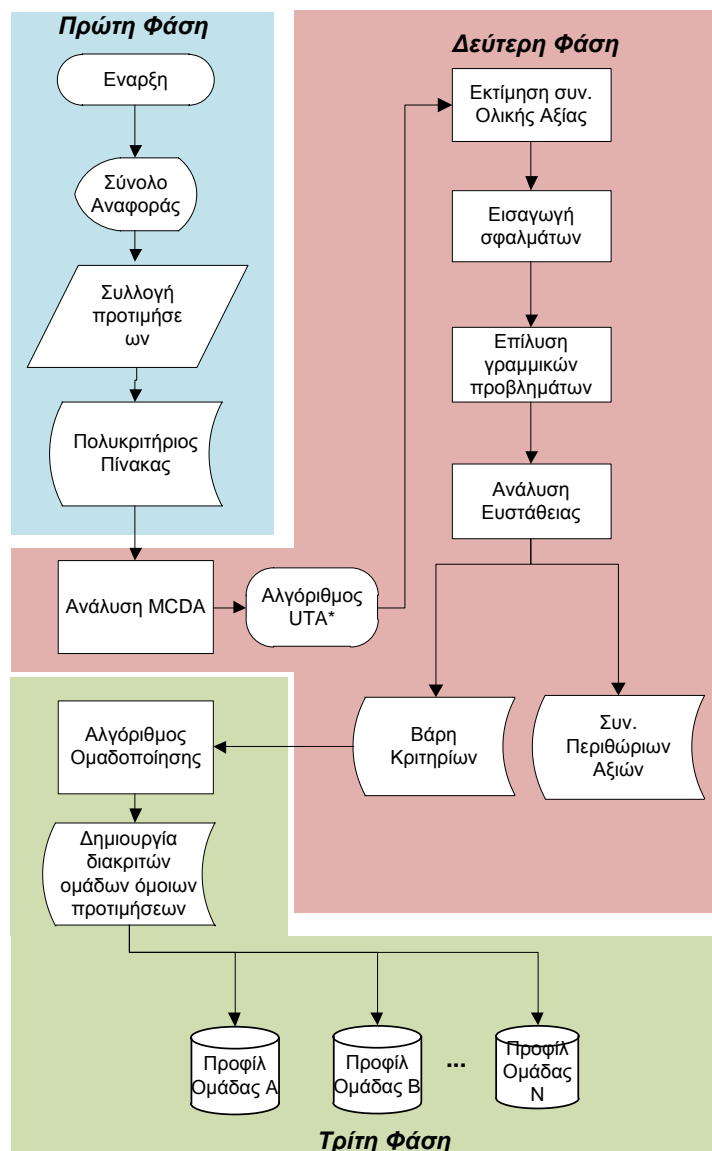 Πρώτη Φάση
Εναρξη
Σύνολο
Αναφοράς
Συλλογή
προτιμήσε
ων
Πολυκριτήριος
Πίνακας
Δεύτερη Φάση
Εκτίμηση συν.
Ολικής Αξίας
Εισαγωγή
σφαλμάτων
Επίλυση
γραμμικών
προβλημάτων
Ανάλυση
Ευστάθειας
Ανάλυση MCDA
Αλγόριθμος
UTA*
Βάρη
Κριτηρίων
Συν.
Περιθώριων
Αξιών
Αλγόριθμος
Ομαδοποίησης
Δημιουργία
διακριτών
ομάδων όμοιων
προτιμήσεων
Προφίλ
Ομάδας Α
Προφίλ
Ομάδας Β
...
Προφίλ
Ομάδας
Ν
Τρίτη Φάση